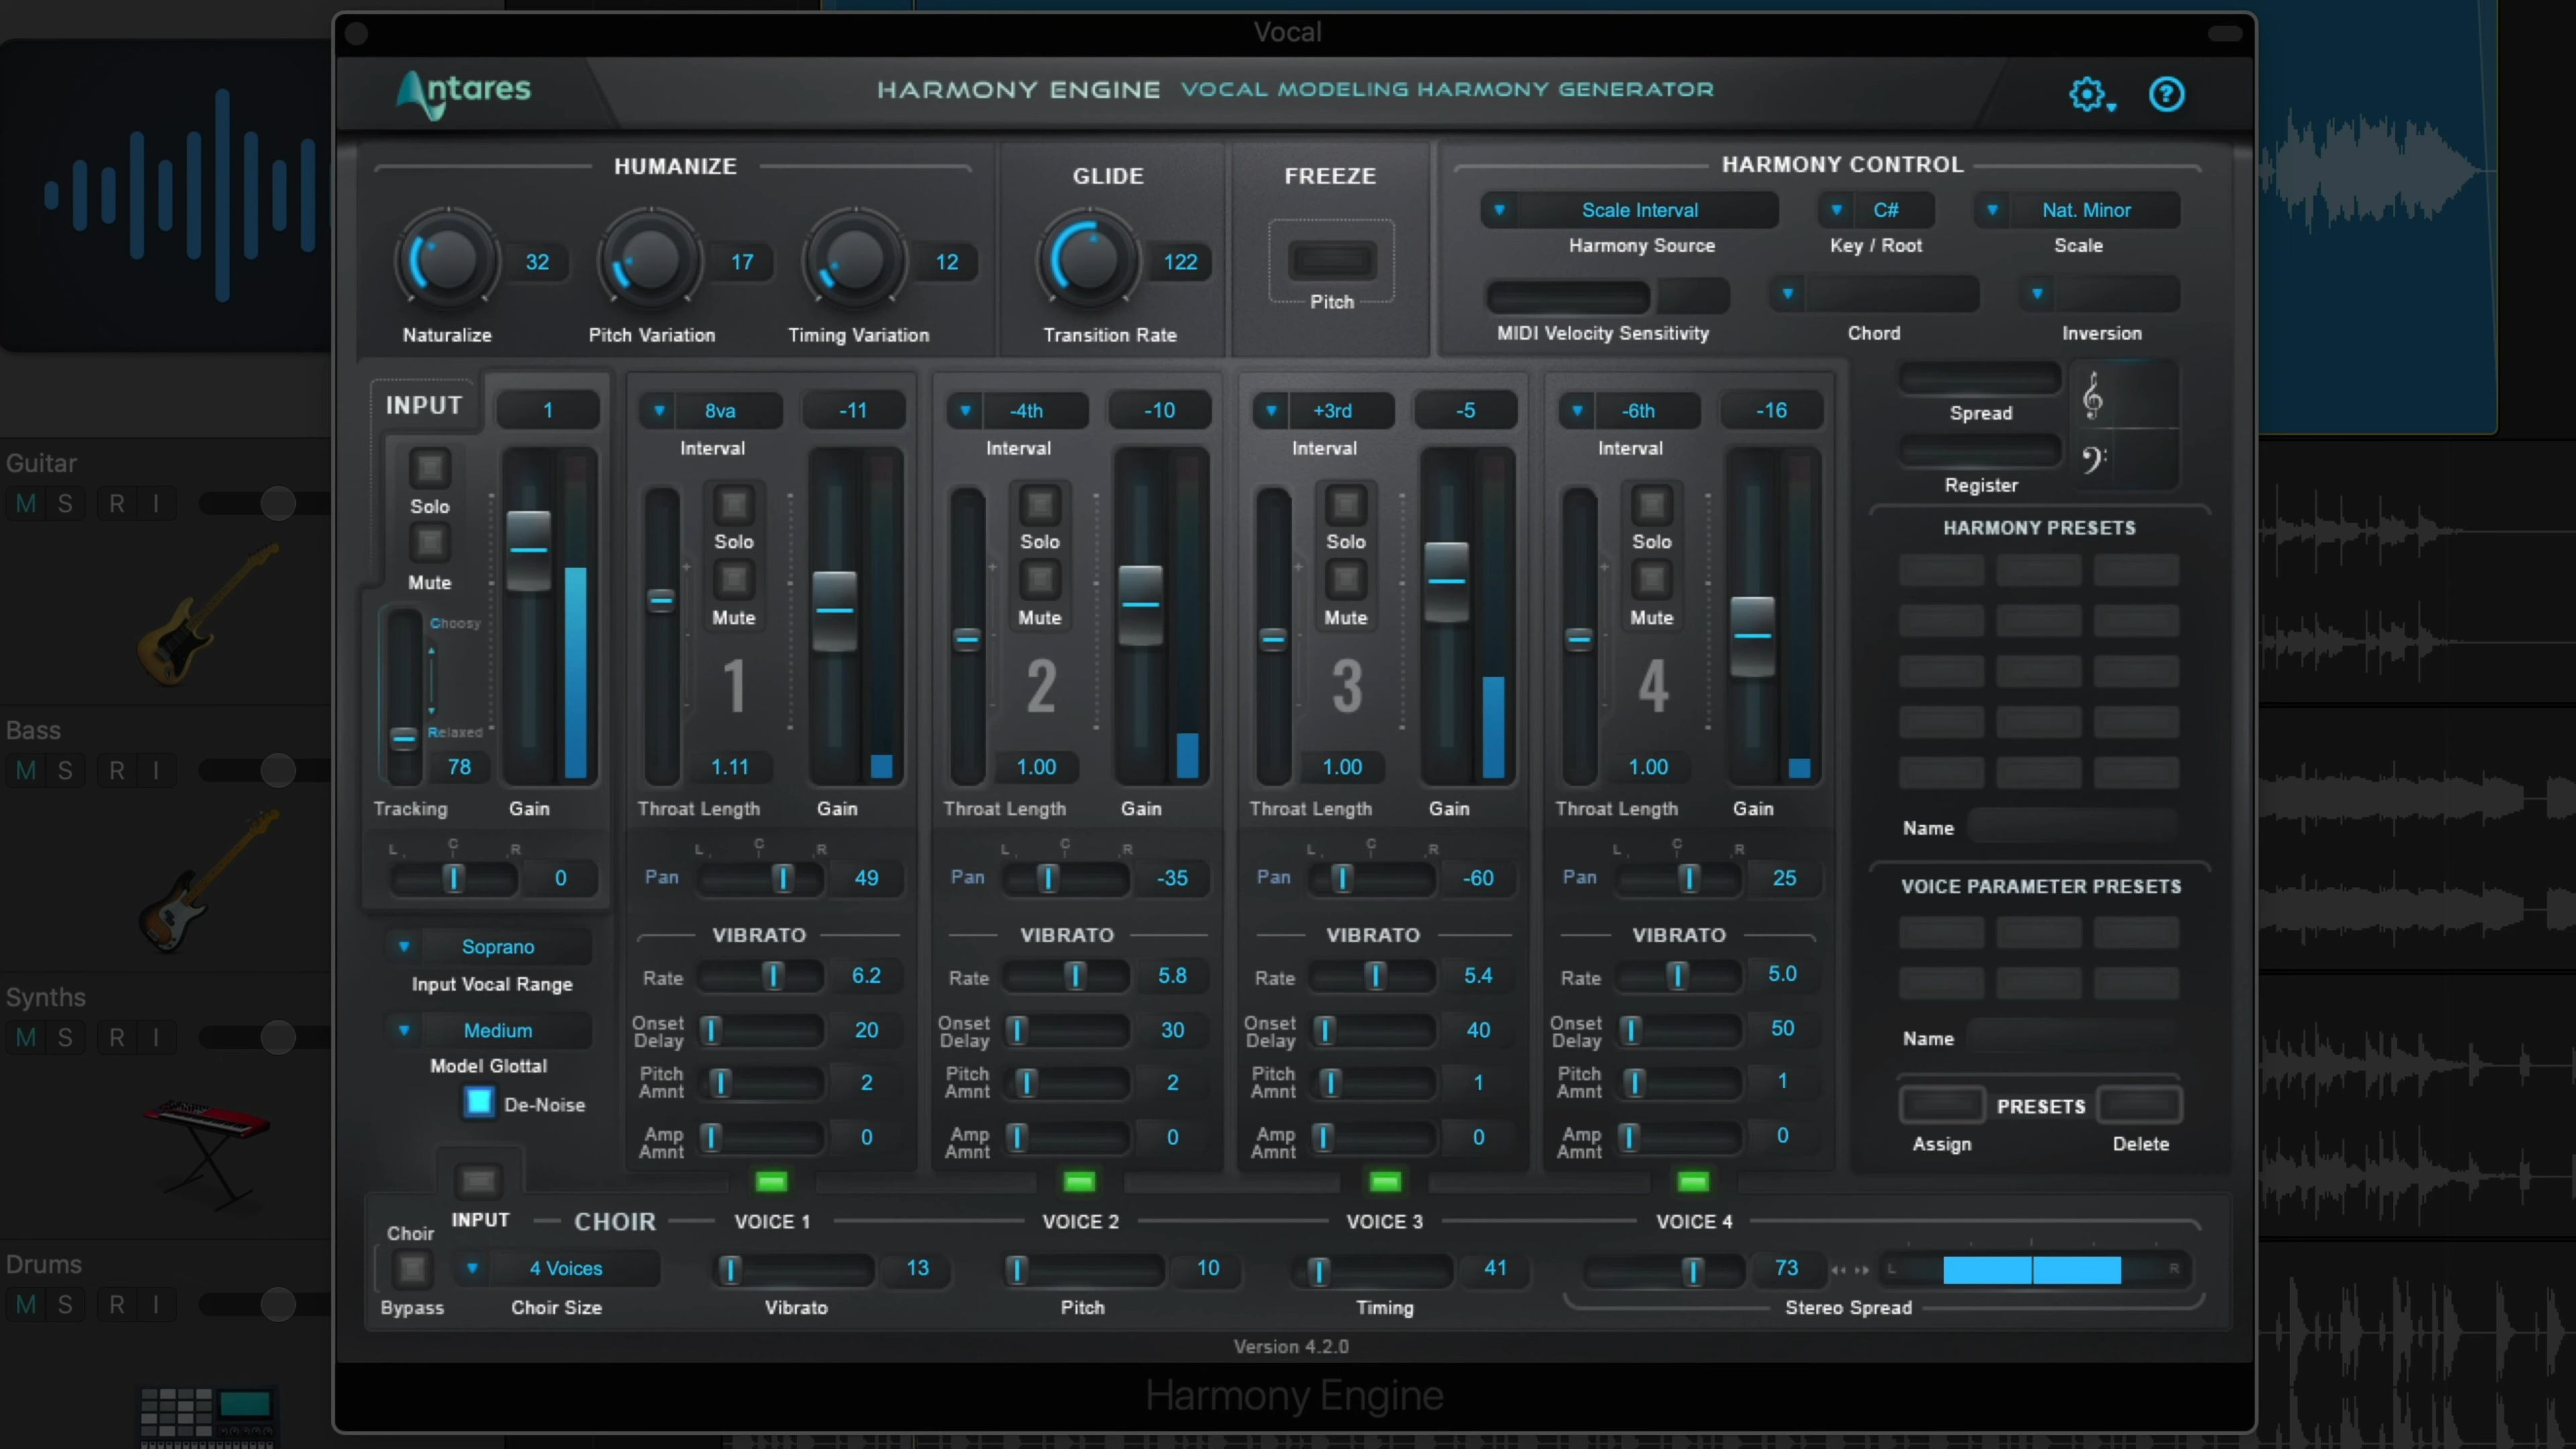 Vocal
Antares
HARMONY ENGINE VOCAL MODELING HARMONY GENERATOR
?
HUMANIZE
32
Naturalize
17
Pitch Variation
12
Timing Variation
GLIDE
122
Transition Rate
FREEZE
Pitch
HARMONY CONTROL
Scale Interval
Harmony Source
C#
Key / Root
Nat. Minor
Scale
MIDI Velocity Sensitivity
Chord
Inversion
Spread
Register
INPUT
1
Solo
Mute
Choosy
Relaxed
78
Tracking
Gain
L C R
0
Soprano
Input Vocal Range
Medium
Model Glottal
De-Noise
8va
-11
Interval
Solo
Mute
1
+
-
1.11
Throat Length
Gain
L C R
Pan
49
VIBRATO
Rate
6.2
Onset
Delay
20
Pitch
Amnt
2
Amp
Amnt
0
-4th
-10
Interval
Solo
Mute
2
+
-
1.00
Throat Length
Gain
L C R
Pan
-35
VIBRATO
Rate
5.8
Onset
Delay
30
Pitch
Amnt
2
Amp
Amnt
0
+3rd
-5
Interval
Solo
Mute
3
+
-
1.00
Throat Length
Gain
L C R
Pan
-60
VIBRATO
Rate
5.4
Onset
Delay
40
Pitch
Amnt
1
Amp
Amnt
0
-6th
-16
Interval
Solo
Mute
4
+
-
1.00
Throat Length
Gain
L C R
Pan
25
VIBRATO
Rate
5.0
Onset
Delay
50
Pitch
Amnt
1
Amp
Amnt
0
HARMONY PRESETS
Name
VOICE PARAMETER PRESETS
Name
PRESETS
Assign
Delete
INPUT
CHOIR
VOICE 1
VOICE 2
VOICE 3
VOICE 4
Choir
Bypass
4 Voices
Choir Size
13
Vibrato
10
Pitch
41
Timing
73
L
R
Stereo Spread
Version 4.2.0
Harmony Engine
Guitar
M S R I
Bass
M S R I
Synths
M S R I
Drums
M S R I